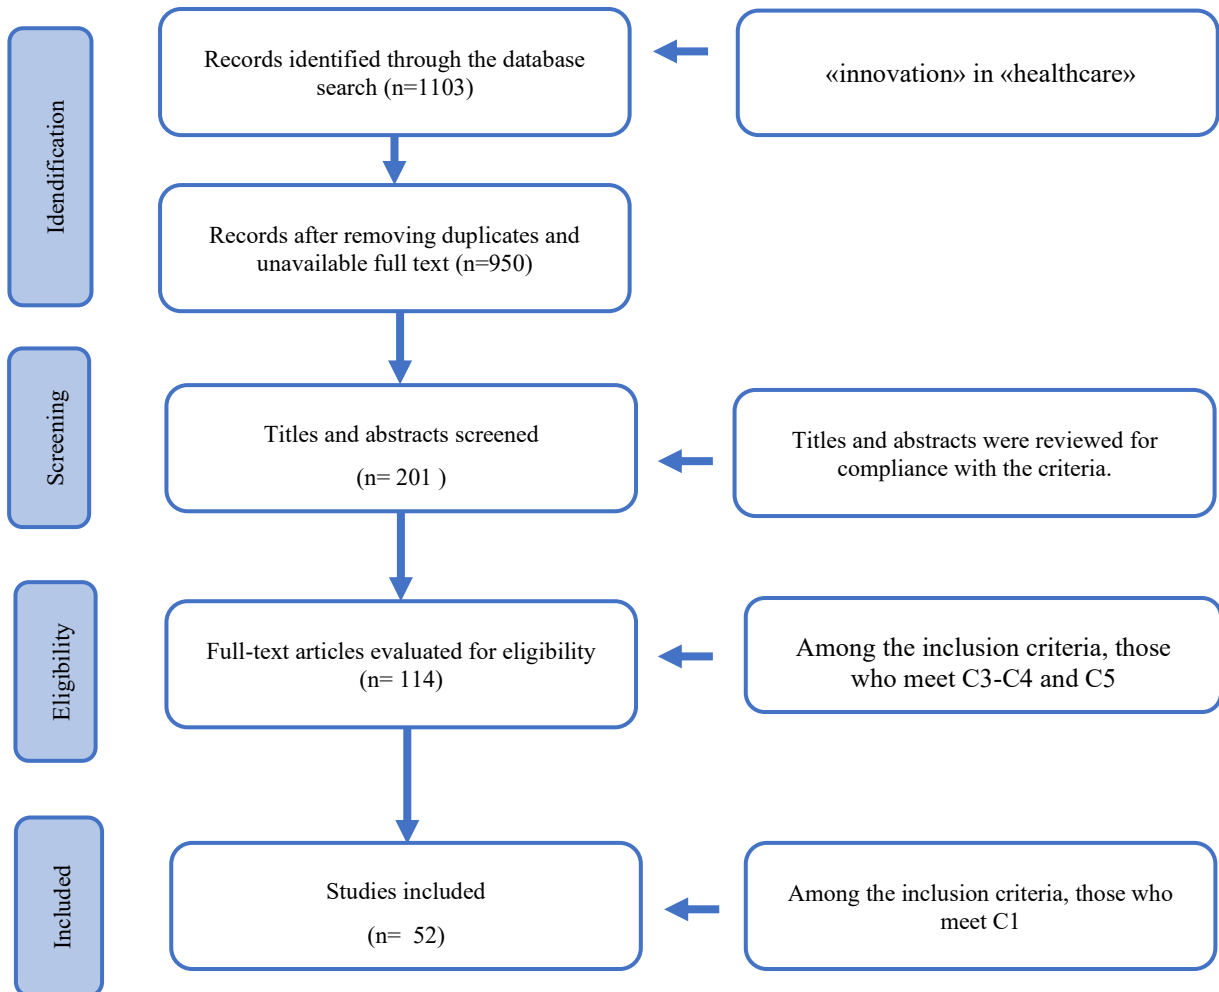 Idendification
Records identified through the database
search (n=1103)
«innovation» in «healthcare»
Records after removing duplicates and
unavailable full text (n=950)
Screening
Titles and abstracts screened
(n= 201 )
Titles and abstracts were reviewed for
compliance with the criteria.
Eligibility
Full-text articles evaluated for eligibility
(n= 114)
Among the inclusion criteria, those
who meet C3-C4 and C5
Included
Studies included
(n=  52)
Among the inclusion criteria, those who
meet C1